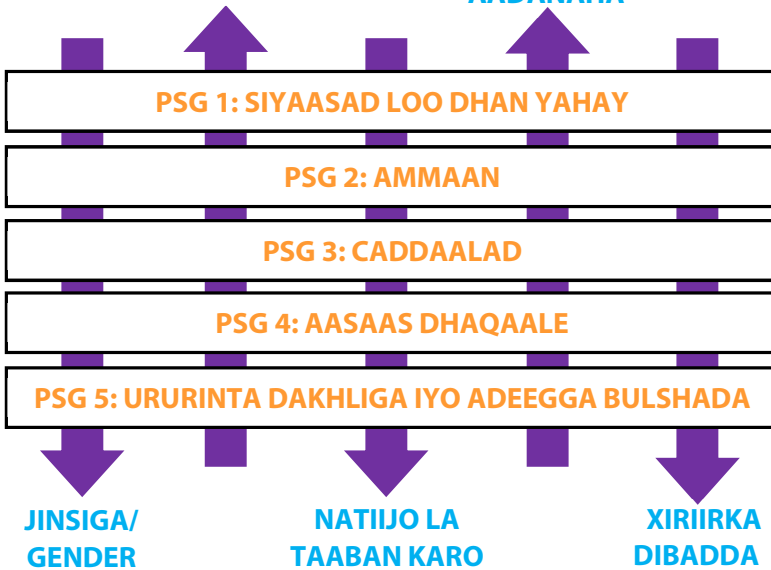 PSG 1: SIYAASAD LOO DHAN YAHAY
PSG 2: AMMAAN
PSG 3: CADDAALAD
PSG 4: AASAAS DHAQAALE
PSG 5: URURINTA DAKHLIGA IYO ADEEGGA BULSHADA
JINSIGA/
GENDER
NATIIJO LA
TAABAN KARO
XIRIIRKA
DIBADDA